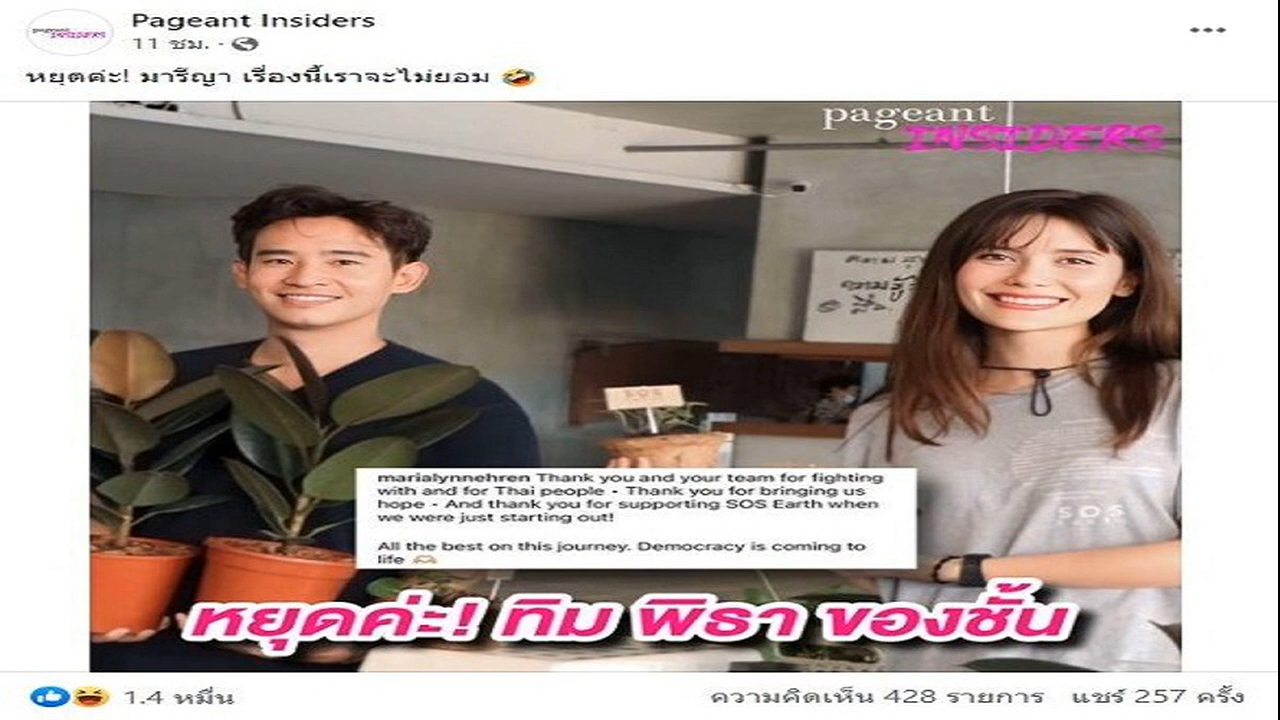 Pageant Insiders
11 ชม. ·
หยุดค่ะ! มารีญา เรื่องนี้เราจะไม่ยอม 🤣
pageant
INSIDERS
SOS
marialynnehren Thank you and your team for fighting
with and for Thai people • Thank you for bringing us
hope • And thank you for supporting SOS Earth when
we were just starting out!
All the best on this journey. Democracy is coming to
life 🫶🏼
SOS
หยุดค่ะ! ทิม พิธา ของชั้น
1.4 หมื่น
ความคิดเห็น 428 รายการ แชร์ 257 ครั้ง